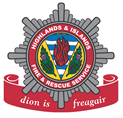 HIGHLANDS & ISLANDS
FIRE & RESCUE SERVICE
dion is freagair